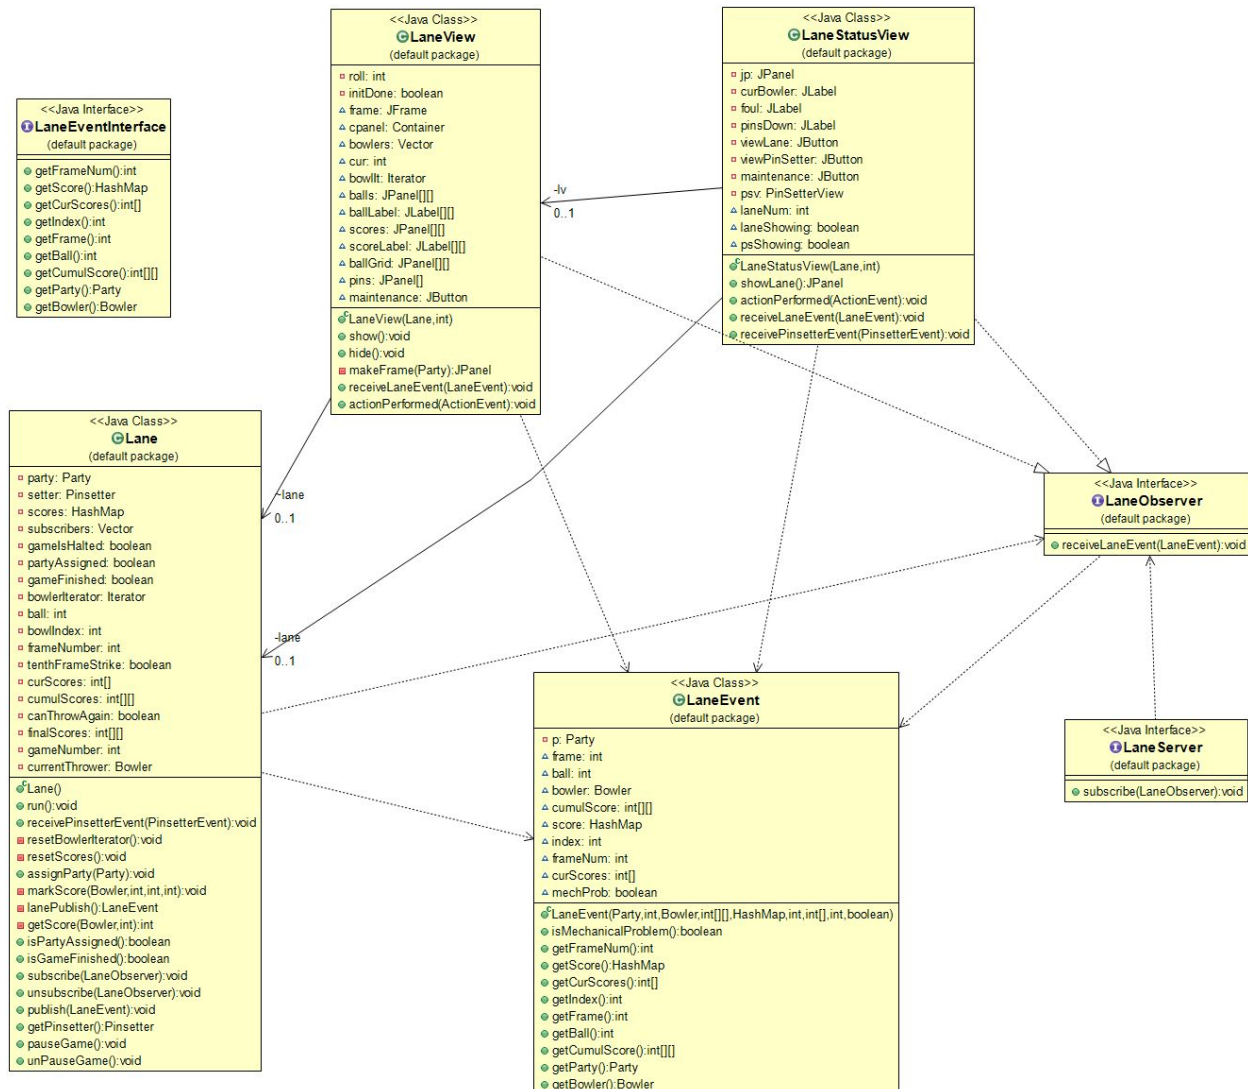 <<Java Interface>>
LaneEventInterface
(default package)
getFrameNum():int
getScore():HashMap
getCurScores():int[]
getIndex():int
getFrame():int
getBall():int
getCumulScore():int[][]
getParty():Party
getBowler():Bowler
<<Java Class>>
LaneView
(default package)
roll: int
initDone: boolean
frame: JFrame
cpanel: Container
bowlers: Vector
cur: int
bowlIt: Iterator
balls: JPanel[][]
ballLabel: JLabel[][]
scores: JPanel[][]
scoreLabel: JLabel[][]
ballGrid: JPanel[][]
pins: JPanel[]
maintenance: JButton
LaneView(Lane,int)
show():void
hide():void
makeFrame(Party):JPanel
receiveLaneEvent(LaneEvent):void
actionPerformed(ActionEvent):void
<<Java Class>>
LaneStatusView
(default package)
jp: JPanel
curBowler: JLabel
foul: JLabel
pinsDown: JLabel
viewLane: JButton
viewPinSetter: JButton
maintenance: JButton
psv: PinSetterView
laneNum: int
laneShowing: boolean
psShowing: boolean
LaneStatusView(Lane,int)
showLane():JPanel
actionPerformed(ActionEvent):void
receiveLaneEvent(LaneEvent):void
receivePinsetterEvent(PinsetterEvent):void
-lv
0..1
<<Java Class>>
Lane
(default package)
party: Party
setter: Pinsetter
scores: HashMap
subscribers: Vector
gameIsHalted: boolean
partyAssigned: boolean
gameFinished: boolean
bowlerIterator: Iterator
ball: int
bowlIndex: int
frameNumber: int
tenthFrameStrike: boolean
curScores: int[]
cumulScores: int[][]
canThrowAgain: boolean
finalScores: int[][]
gameNumber: int
currentThrower: Bowler
Lane()
run():void
receivePinsetterEvent(PinsetterEvent):void
resetBowlerIterator():void
resetScores():void
assignParty(Party):void
markScore(Bowler,int,int,int):void
lanePublish():LaneEvent
getScore(Bowler,int):int
isPartyAssigned():boolean
isGameFinished():boolean
subscribe(LaneObserver):void
unsubscribe(LaneObserver):void
publish(LaneEvent):void
getPinsetter():Pinsetter
pauseGame():void
unPauseGame():void
~lane
0..1
-lane
0..1
<<Java Interface>>
LaneObserver
(default package)
receiveLaneEvent(LaneEvent):void
<<Java Class>>
LaneEvent
(default package)
p: Party
frame: int
ball: int
bowler: Bowler
cumulScore: int[][]
score: HashMap
index: int
frameNum: int
curScores: int[]
mechProb: boolean
LaneEvent(Party,int,Bowler,int[][],HashMap,int,int[],int,boolean)
isMechanicalProblem():boolean
getFrameNum():int
getScore():HashMap
getCurScores():int[]
getIndex():int
getFrame():int
getBall():int
getCumulScore():int[][]
getParty():Party
getBowler():Bowler
<<Java Interface>>
LaneServer
(default package)
subscribe(LaneObserver):void